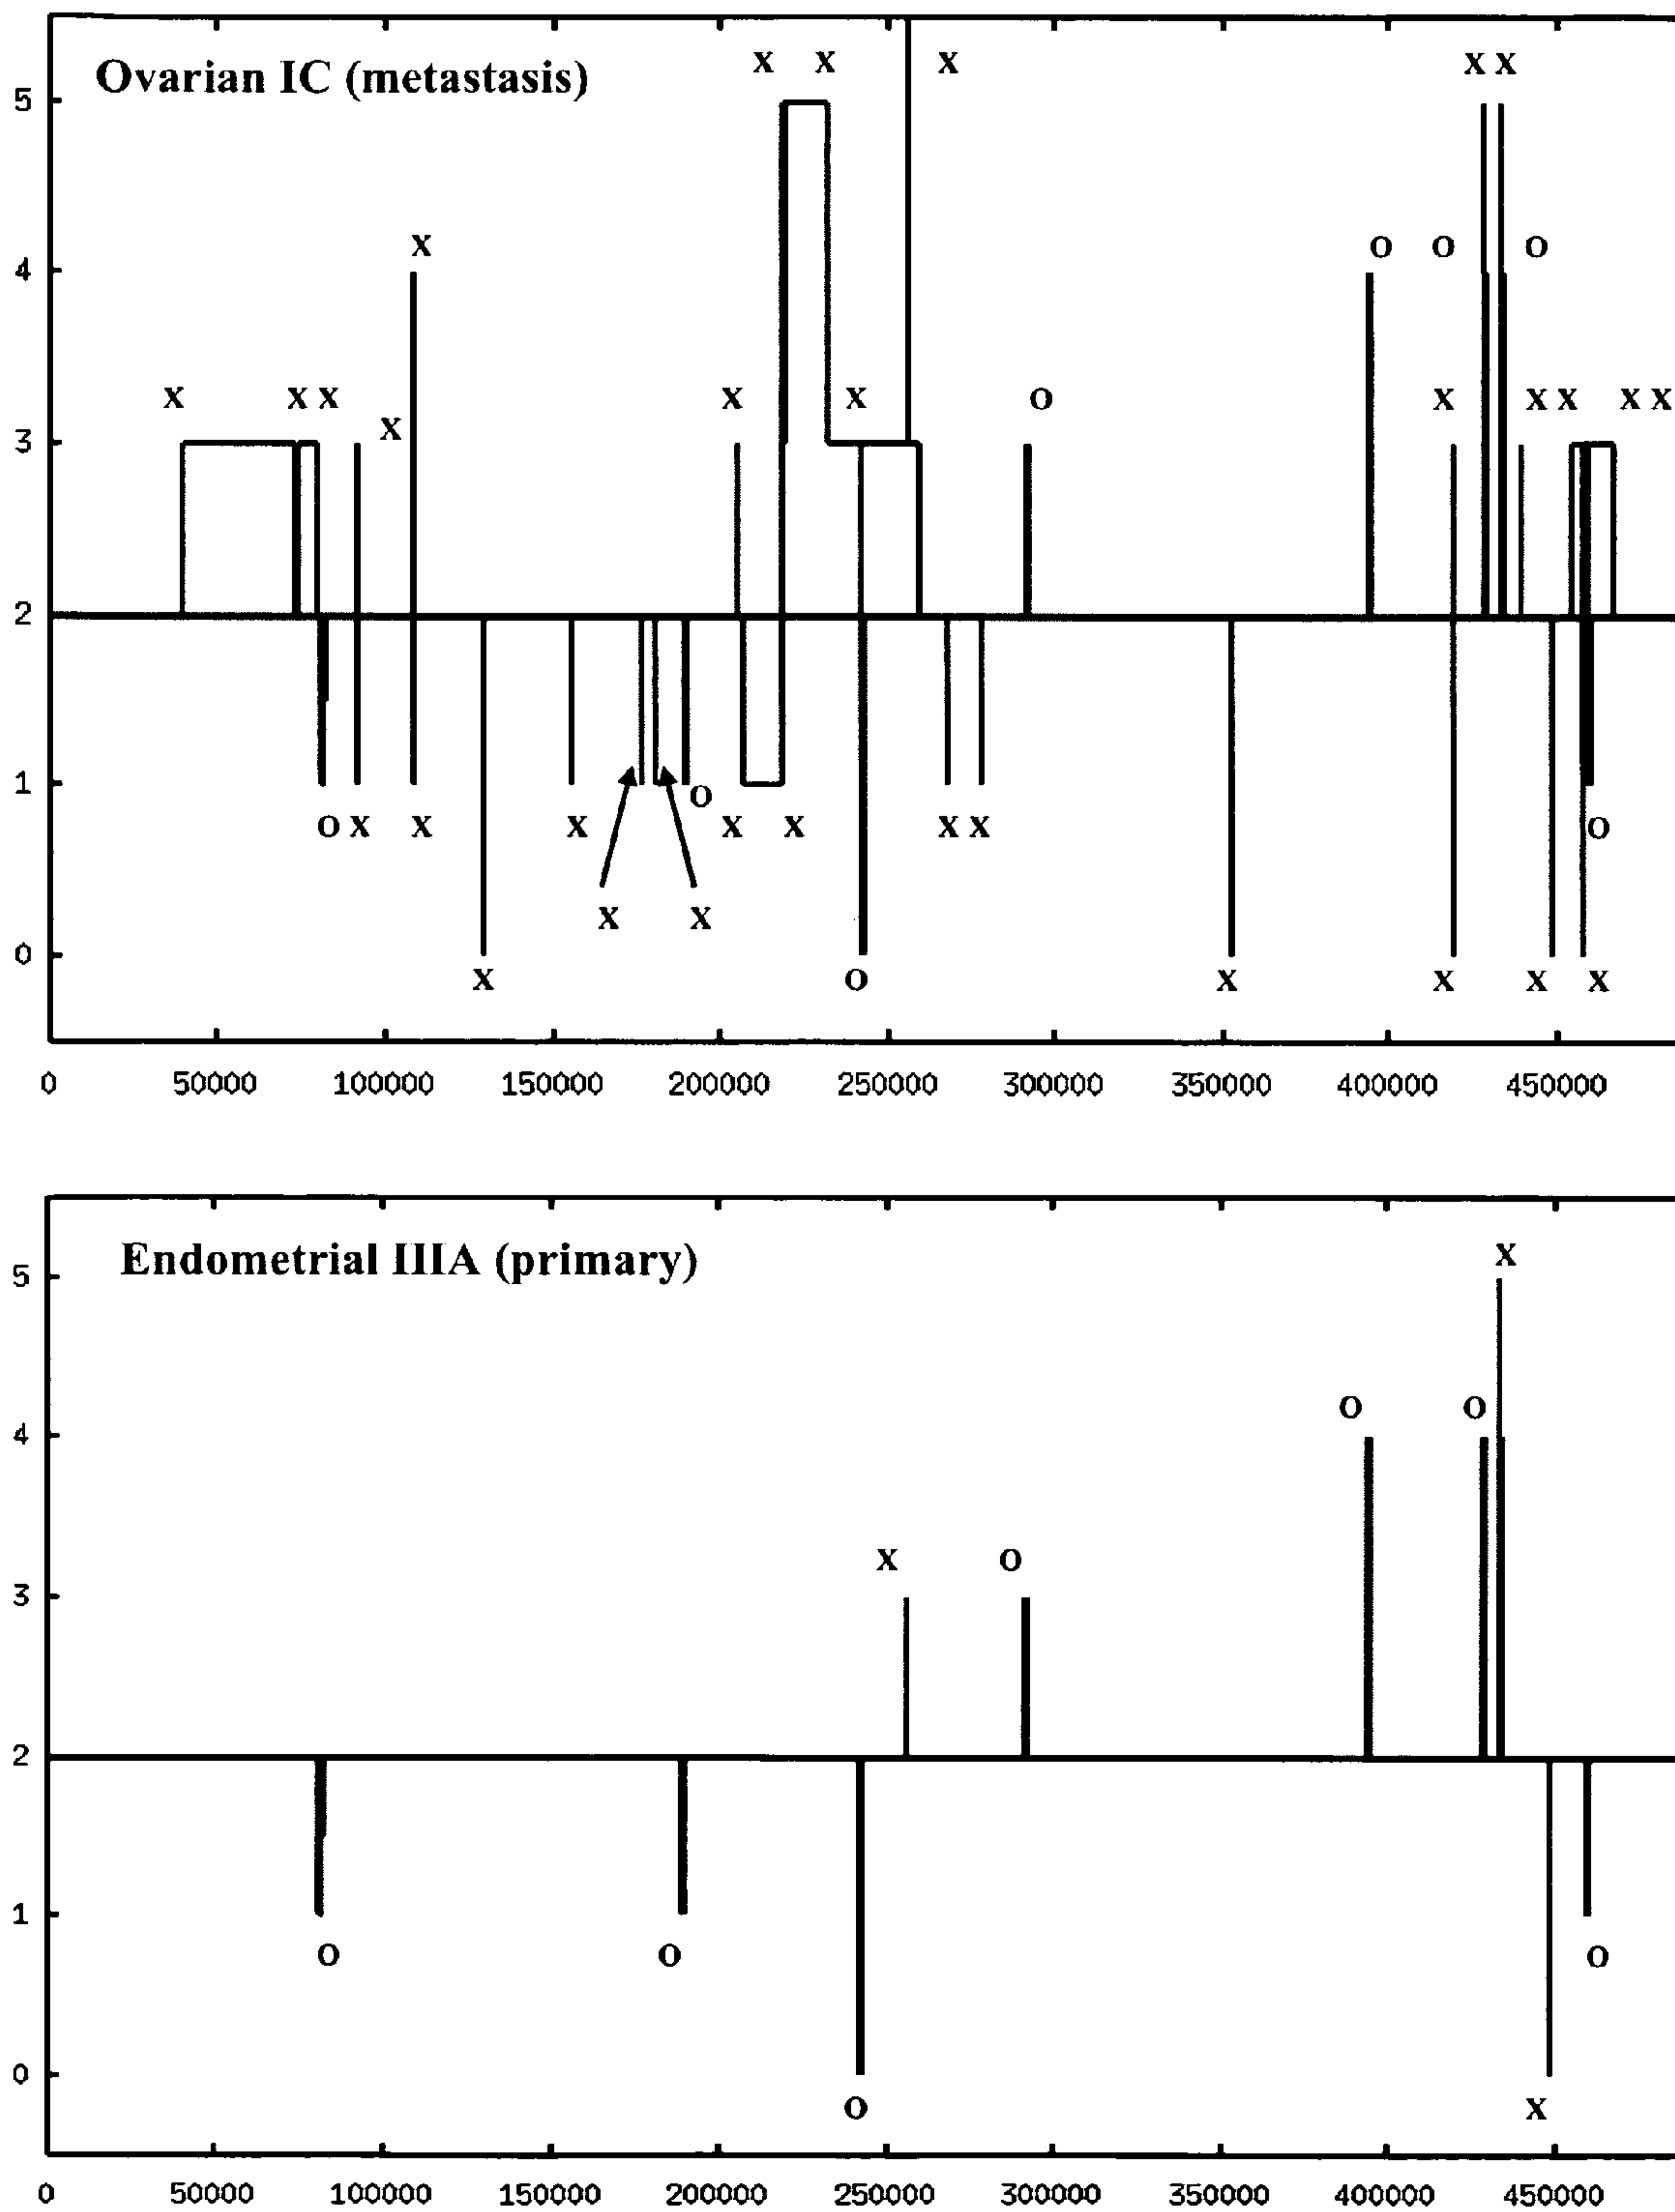 x x x x x
Ovarian IC (metastasis)
5
x o o o
4
x x x x x x o x x x x x
x
3
2
1
o
o x x x x x x x o
x x
0
x o x x x x
0 50000 100000 150000 200000 250000 300000 350000 400000 450000
x
Endometrial IIIA (primary)
5
o o
4
x o
3
2
1
o o o
0
o x
0 50000 100000 150000 200000 250000 300000 350000 400000 450000